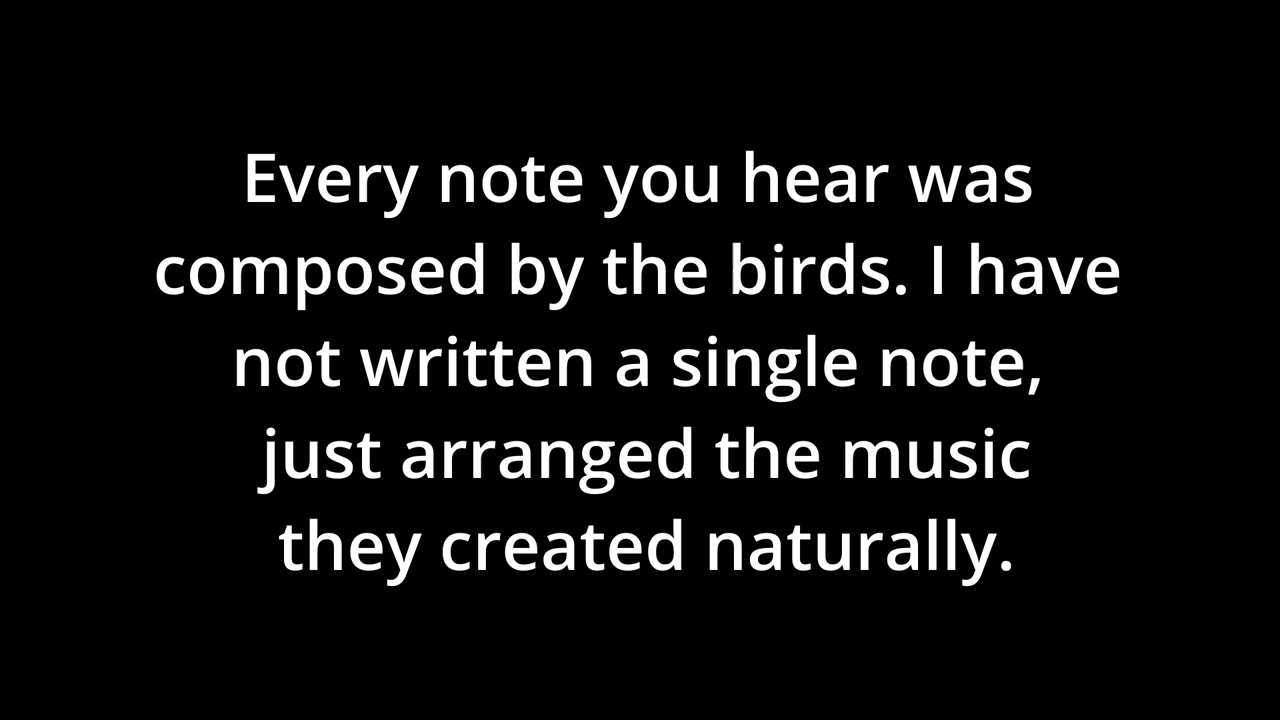 Every note you hear was
composed by the birds. I have
not written a single note,
just arranged the music
they created naturally.